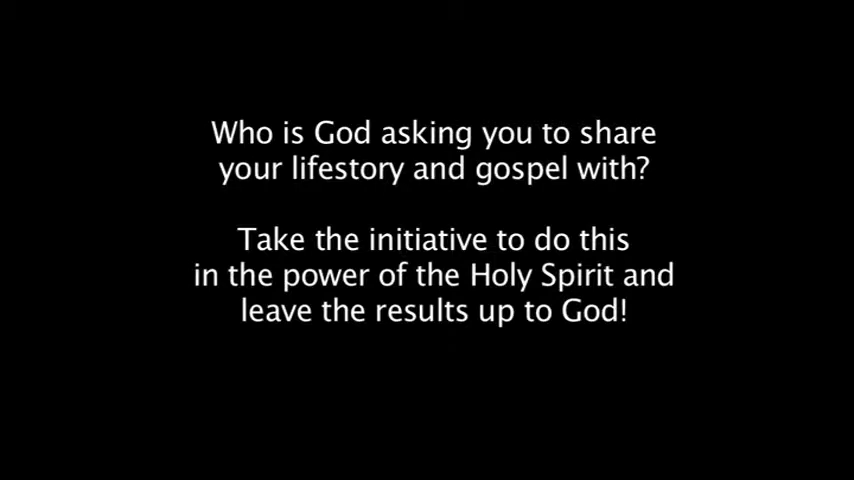 Who is God asking you to share
your lifestory and gospel with?
Take the initiative to do this
in the power of the Holy Spirit and
leave the results up to God!